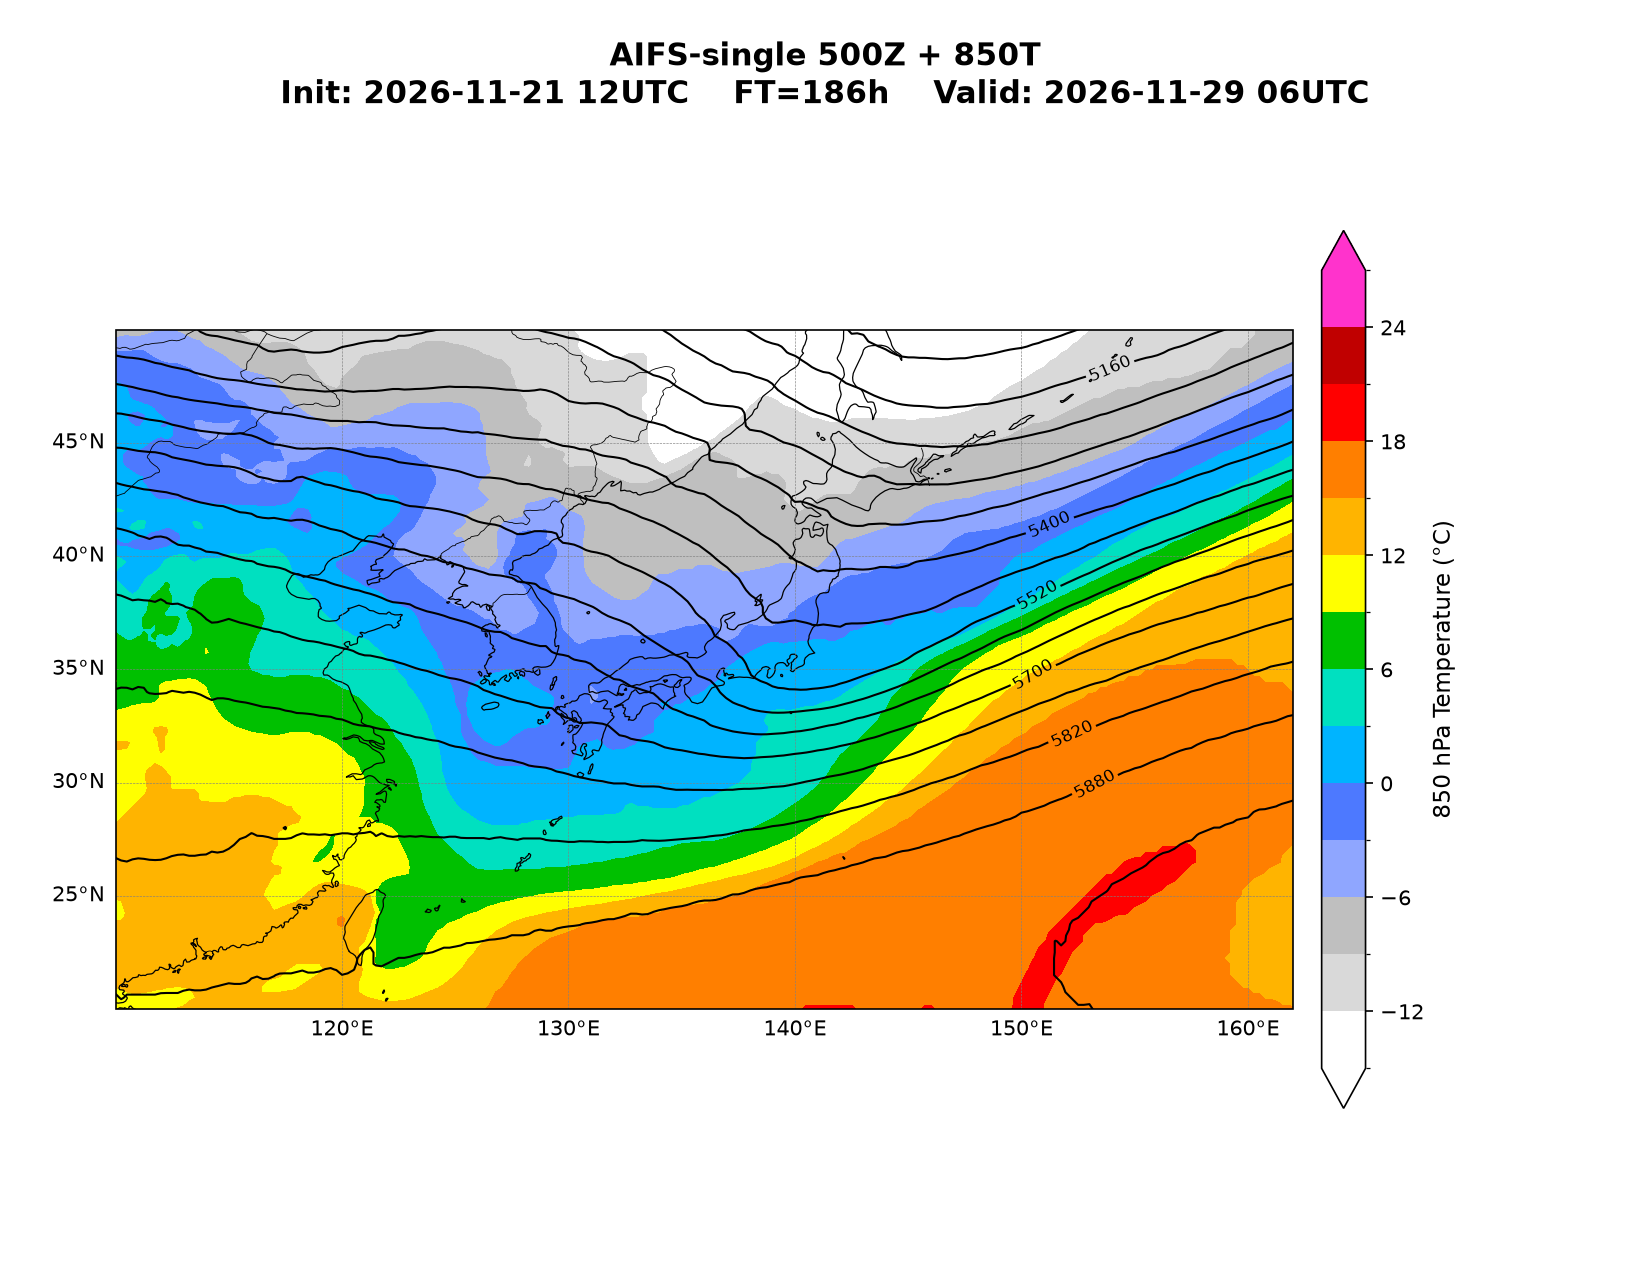 AIFS-single 500Z + 850T
Init: 2026-11-21 12UTC FT=186h Valid: 2026-11-29 06UTC
5160
5400
5520
5700
5820
5880
45°N
40°N
35°N
30°N
25°N
120°E
130°E
140°E
150°E
160°E
24
18
12
6
0
−6
−12
850 hPa Temperature (°C)